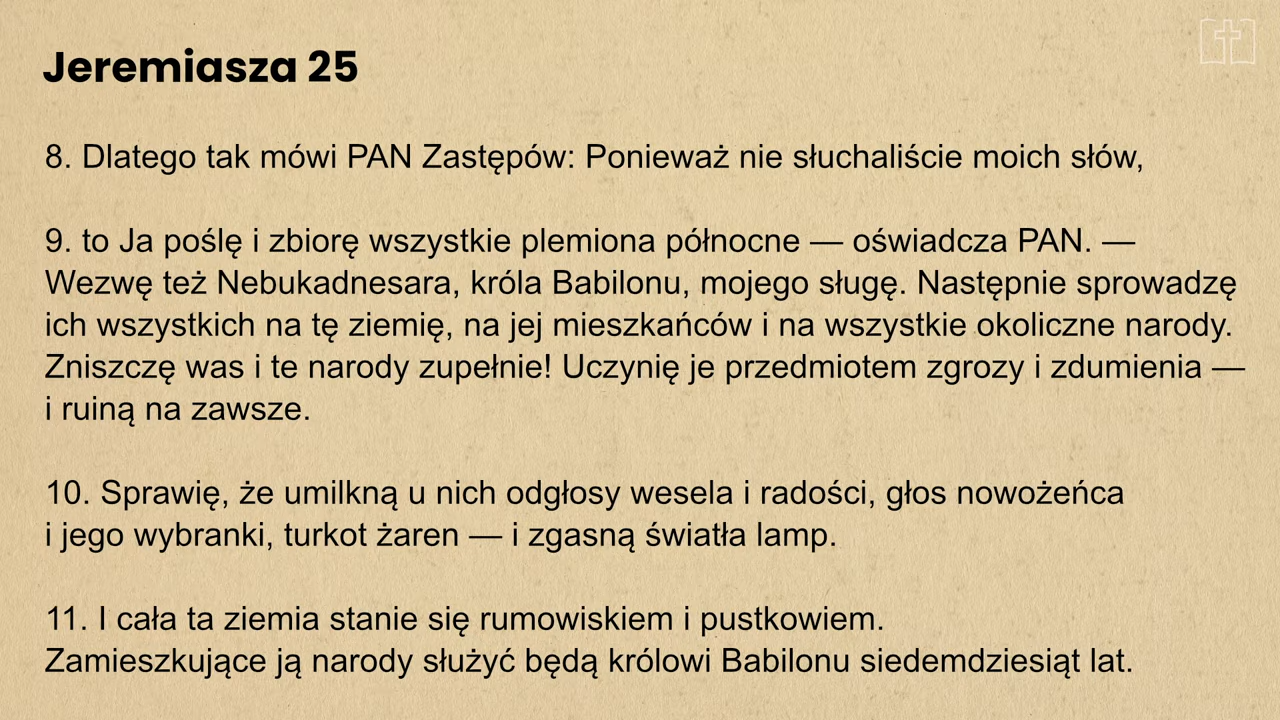 Jeremiasza 25
8. Dlatego tak mówi PAN Zastępów: Ponieważ nie słuchaliście moich słów,
9. to Ja poślę i zbiorę wszystkie plemiona północne — oświadcza PAN. —
Wezwę też Nebukadnesara, króla Babilonu, mojego sługę. Następnie sprowadzę
ich wszystkich na tę ziemię, na jej mieszkańców i na wszystkie okoliczne narody.
Zniszczę was i te narody zupełnie! Uczynię je przedmiotem zgrozy i zdumienia —
i ruiną na zawsze.
10. Sprawię, że umilkną u nich odgłosy wesela i radości, głos nowożeńca
i jego wybranki, turkot żaren — i zgasną światła lamp.
11. I cała ta ziemia stanie się rumowiskiem i pustkowiem.
Zamieszkujące ją narody służyć będą królowi Babilonu siedemdziesiąt lat.